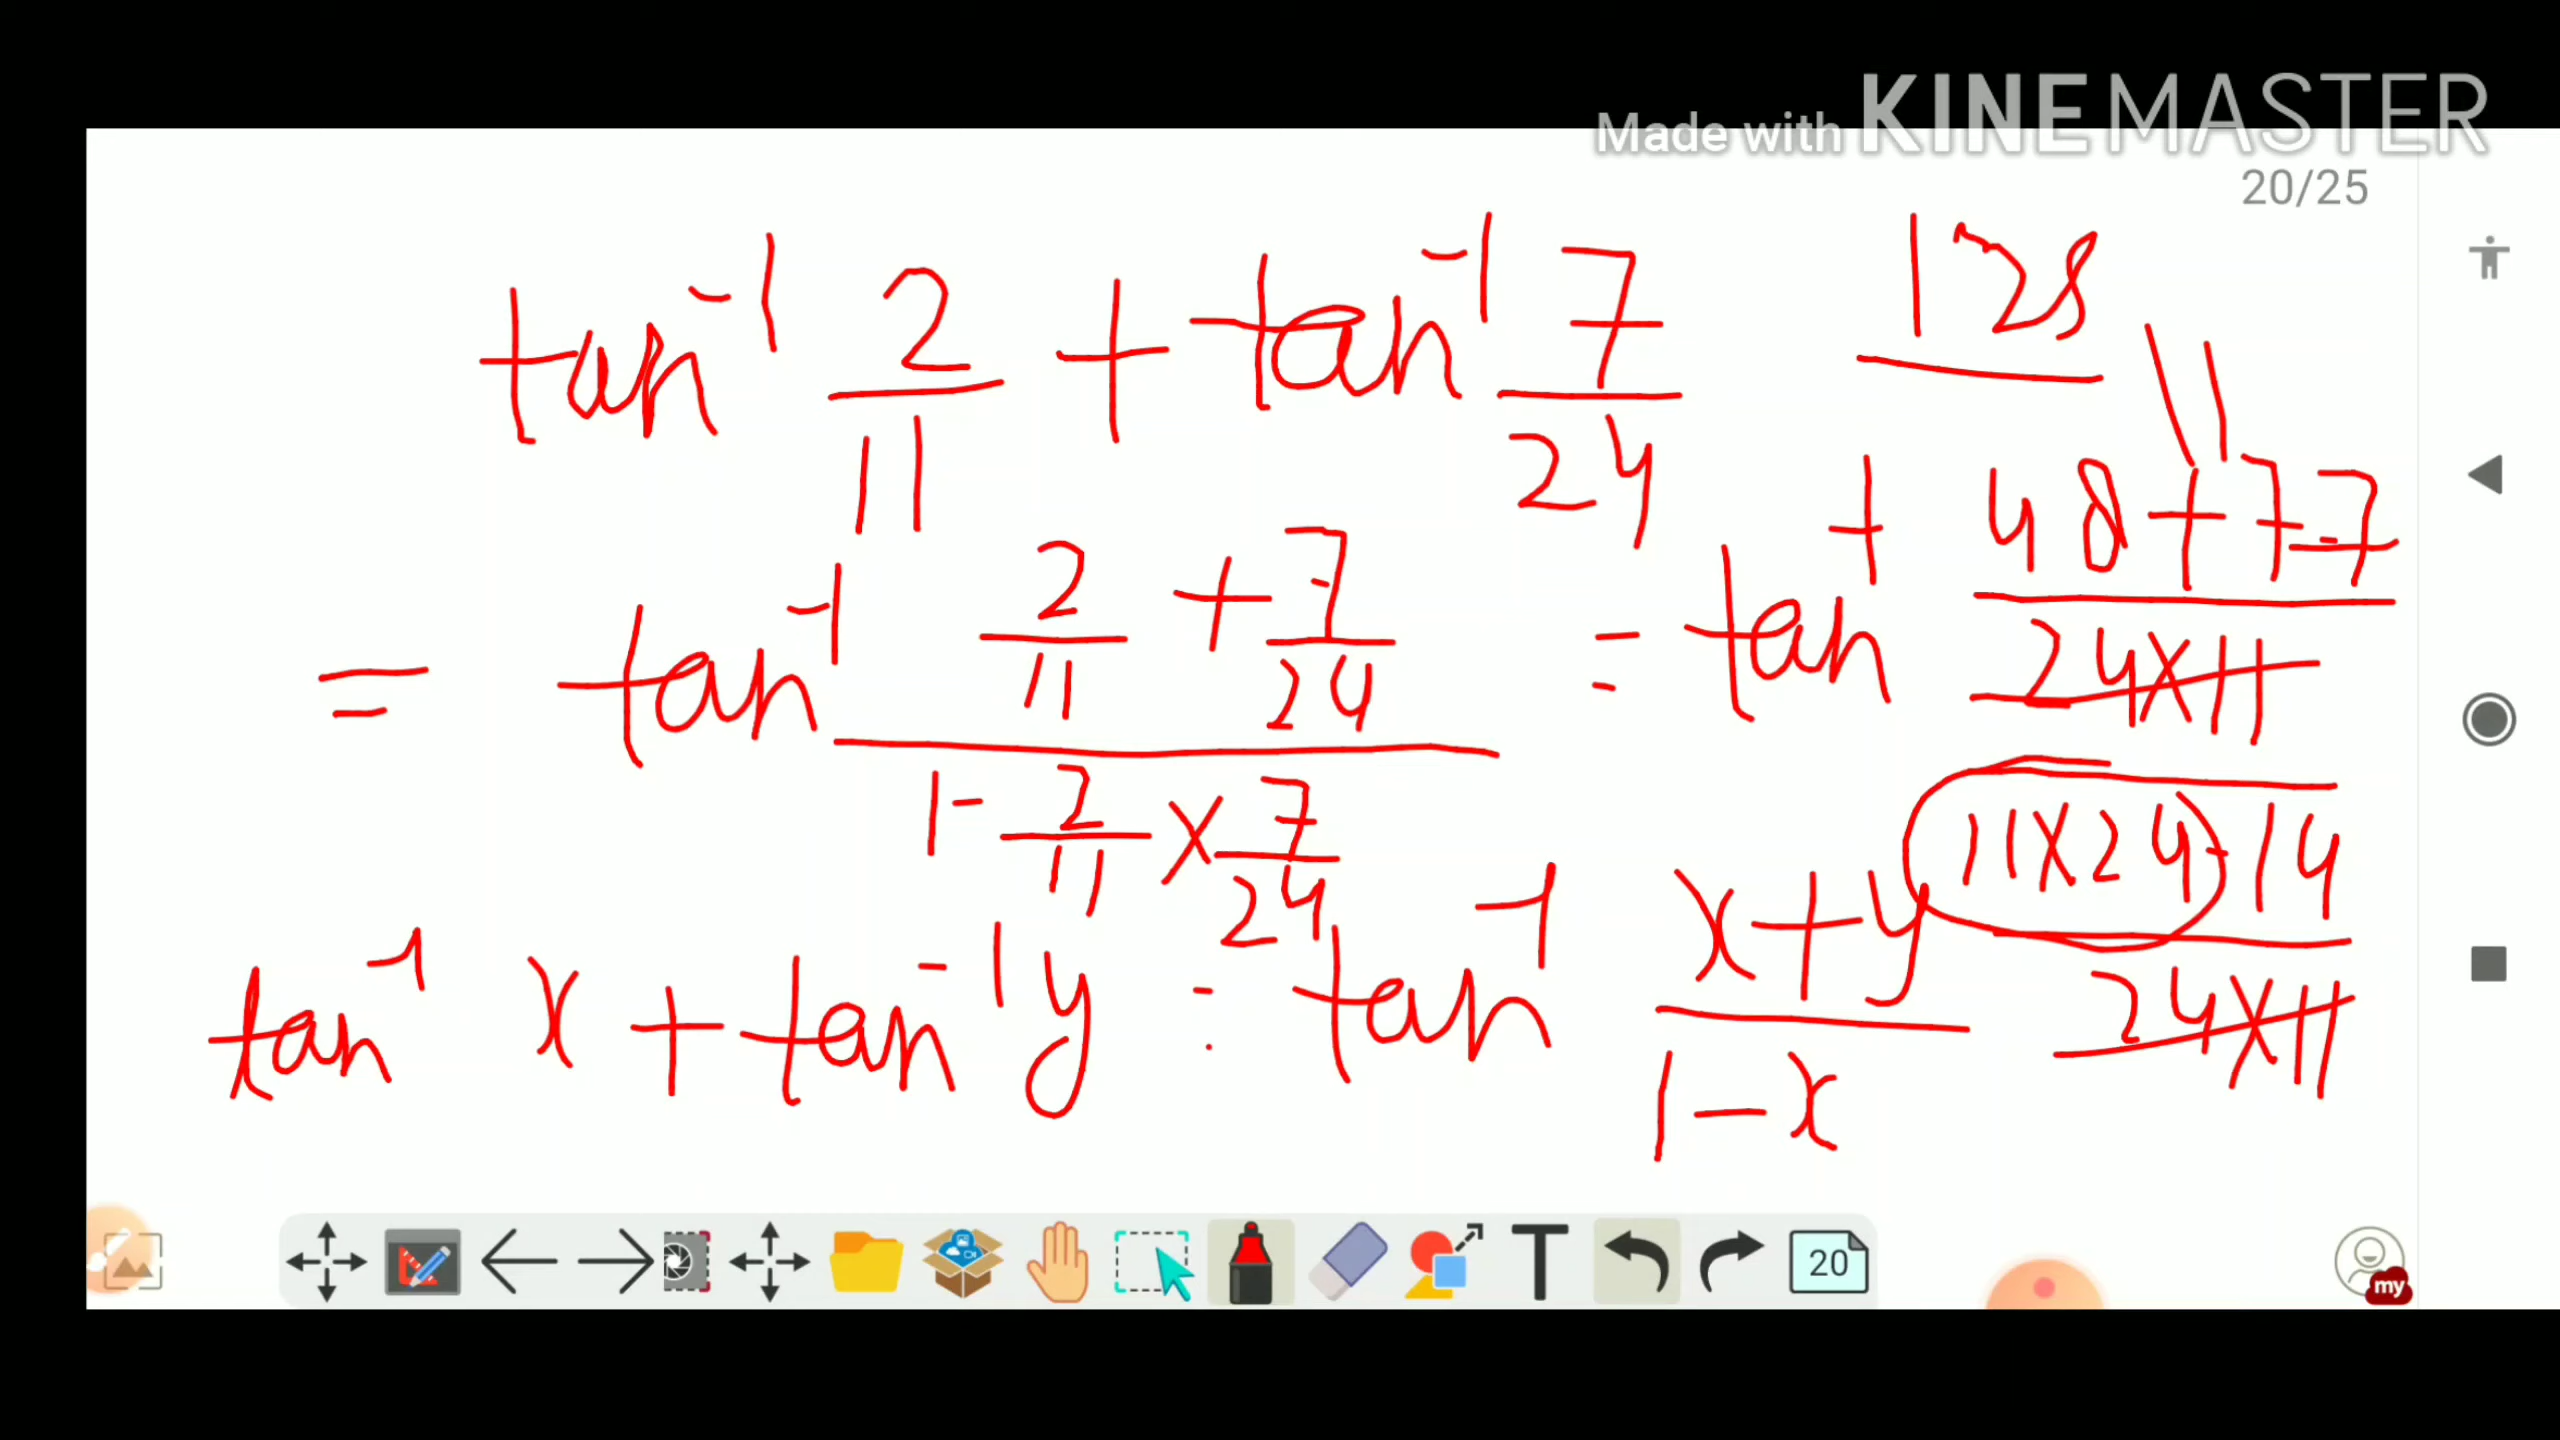 Made with KINEMASTER
20/25
tan⁻¹ 2/11 + tan⁻¹ 7/24
128
= tan⁻¹ (2/11 + 7/24)/(1 - 2/11 × 7/24) = tan⁺ ((48+77)/(24×11))/((11×24-14)/(24×11))
tan⁻¹ x + tan⁻¹ y = tan⁻¹ (x+y)/(1-x
20
my